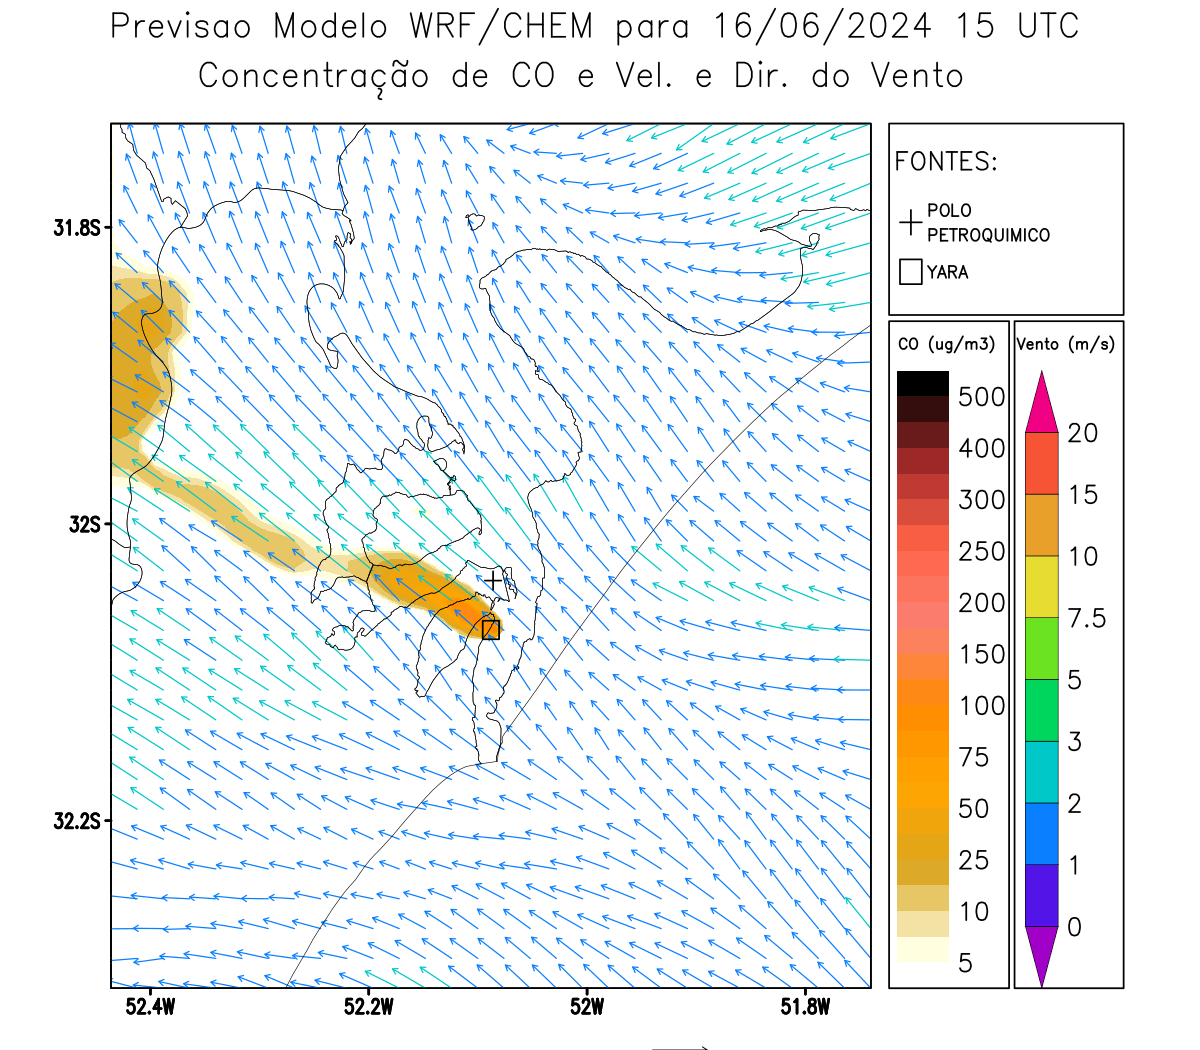 Previsao Modelo WRF/CHEM para 16/06/2024 15 UTC
Concentração de CO e Vel. e Dir. do Vento
FONTES:
POLO
PETROQUIMICO
YARA
CO (ug/m3)
500
400
300
250
200
150
100
75
50
25
10
5
Vento (m/s)
20
15
10
7.5
5
3
2
1
0
31.8S
32S
32.2S
52.4W
52.2W
52W
51.8W